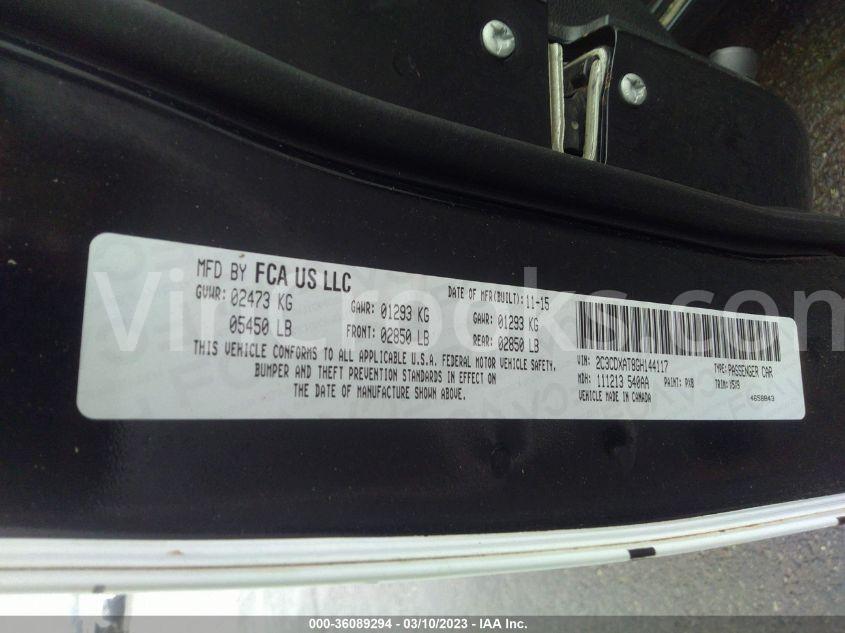 MFD BY FCA US LLC
DATE OF MFR(BUILT): 11-15
GVWR: 02473 KG
GAWR: 01293 KG
GAWR: 01293 KG
05450 LB
FRONT: 02850 LB
REAR: 02850 LB
THIS VEHICLE CONFORMS TO ALL APPLICABLE U.S.A. FEDERAL MOTOR VEHICLE SAFETY,
BUMPER AND THEFT PREVENTION STANDARDS IN EFFECT ON
THE DATE OF MANUFACTURE SHOWN ABOVE.
VIN: 2C3CDXAT8GH144117
TYPE: PASSENGER CAR
MDH: 111213 540AA
PAINT: PX8
TRIM:
VEHICLE MADE IN CANADA
4658843
000-36089294 - 03/10/2023 - IAA Inc.